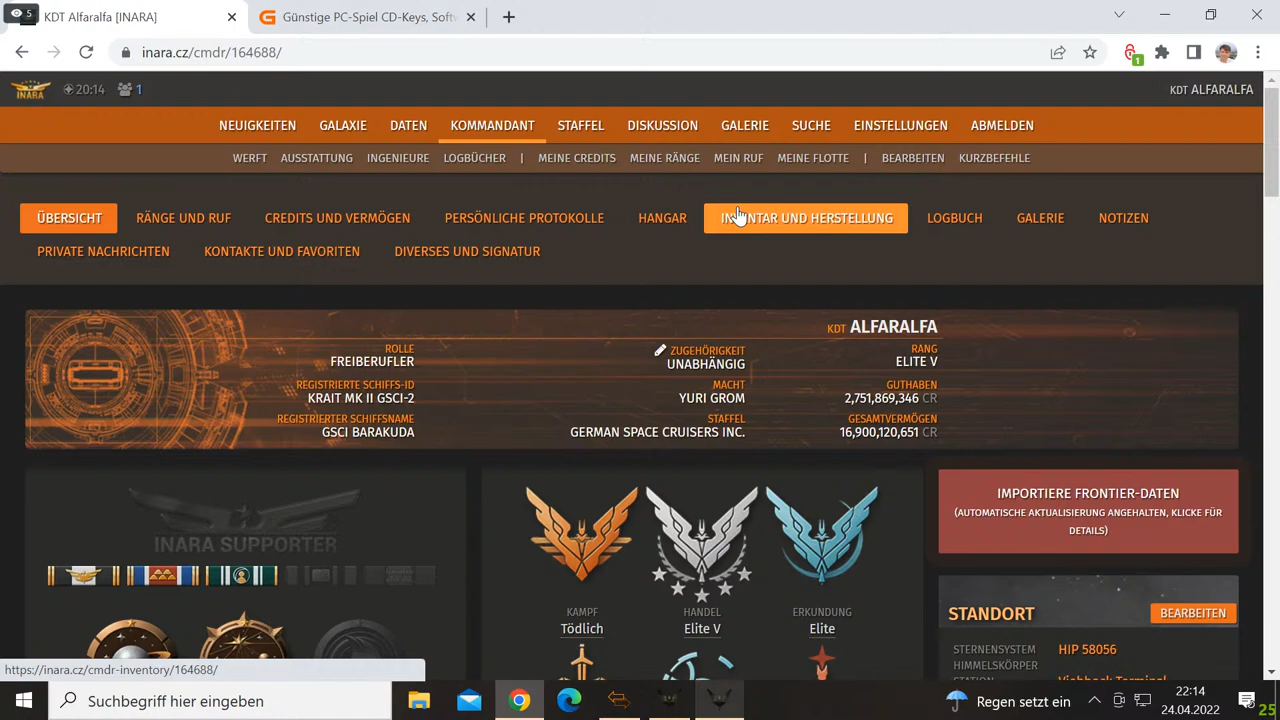 5
KDT Alfaralfa [INARA]
Günstige PC-Spiel CD-Keys, Softw
inara.cz/cmdr/164688/
1
INARA
20:14
1
KDT ALFARALFA
NEUIGKEITEN GALAXIE DATEN KOMMANDANT STAFFEL DISKUSSION GALERIE SUCHE EINSTELLUNGEN ABMELDEN
WERFT AUSSTATTUNG INGENIEURE LOGBÜCHER | MEINE CREDITS MEINE RÄNGE MEIN RUF MEINE FLOTTE | BEARBEITEN KURZBEFEHLE
ÜBERSICHT RÄNGE UND RUF CREDITS UND VERMÖGEN PERSÖNLICHE PROTOKOLLE HANGAR INVENTAR UND HERSTELLUNG LOGBUCH GALERIE NOTIZEN
PRIVATE NACHRICHTEN KONTAKTE UND FAVORITEN DIVERSES UND SIGNATUR
KDT ALFARALFA
ROLLE
FREIBERUFLER
ZUGEHÖRIGKEIT
UNABHÄNGIG
RANG
ELITE V
REGISTRIERTE SCHIFFS-ID
KRAIT MK II GSCI-2
MACHT
YURI GROM
GUTHABEN
2,751,869,346 CR
REGISTRIERTER SCHIFFSNAME
GSCI BARAKUDA
STAFFEL
GERMAN SPACE CRUISERS INC.
GESAMTVERMÖGEN
16,900,120,651 CR
INARA SUPPORTER
KAMPF
Tödlich
HANDEL
Elite V
ERKUNDUNG
Elite
IMPORTIERE FRONTIER-DATEN
(AUTOMATISCHE AKTUALISIERUNG ANGEHALTEN, KLICKE FÜR
DETAILS)
STANDORT
BEARBEITEN
STERNENSYSTEM
HIP 58056
HIMMELSKÖRPER
https://inara.cz/cmdr-inventory/164688/
Suchbegriff hier eingeben
Regen setzt ein
22:14
24.04.2022
25